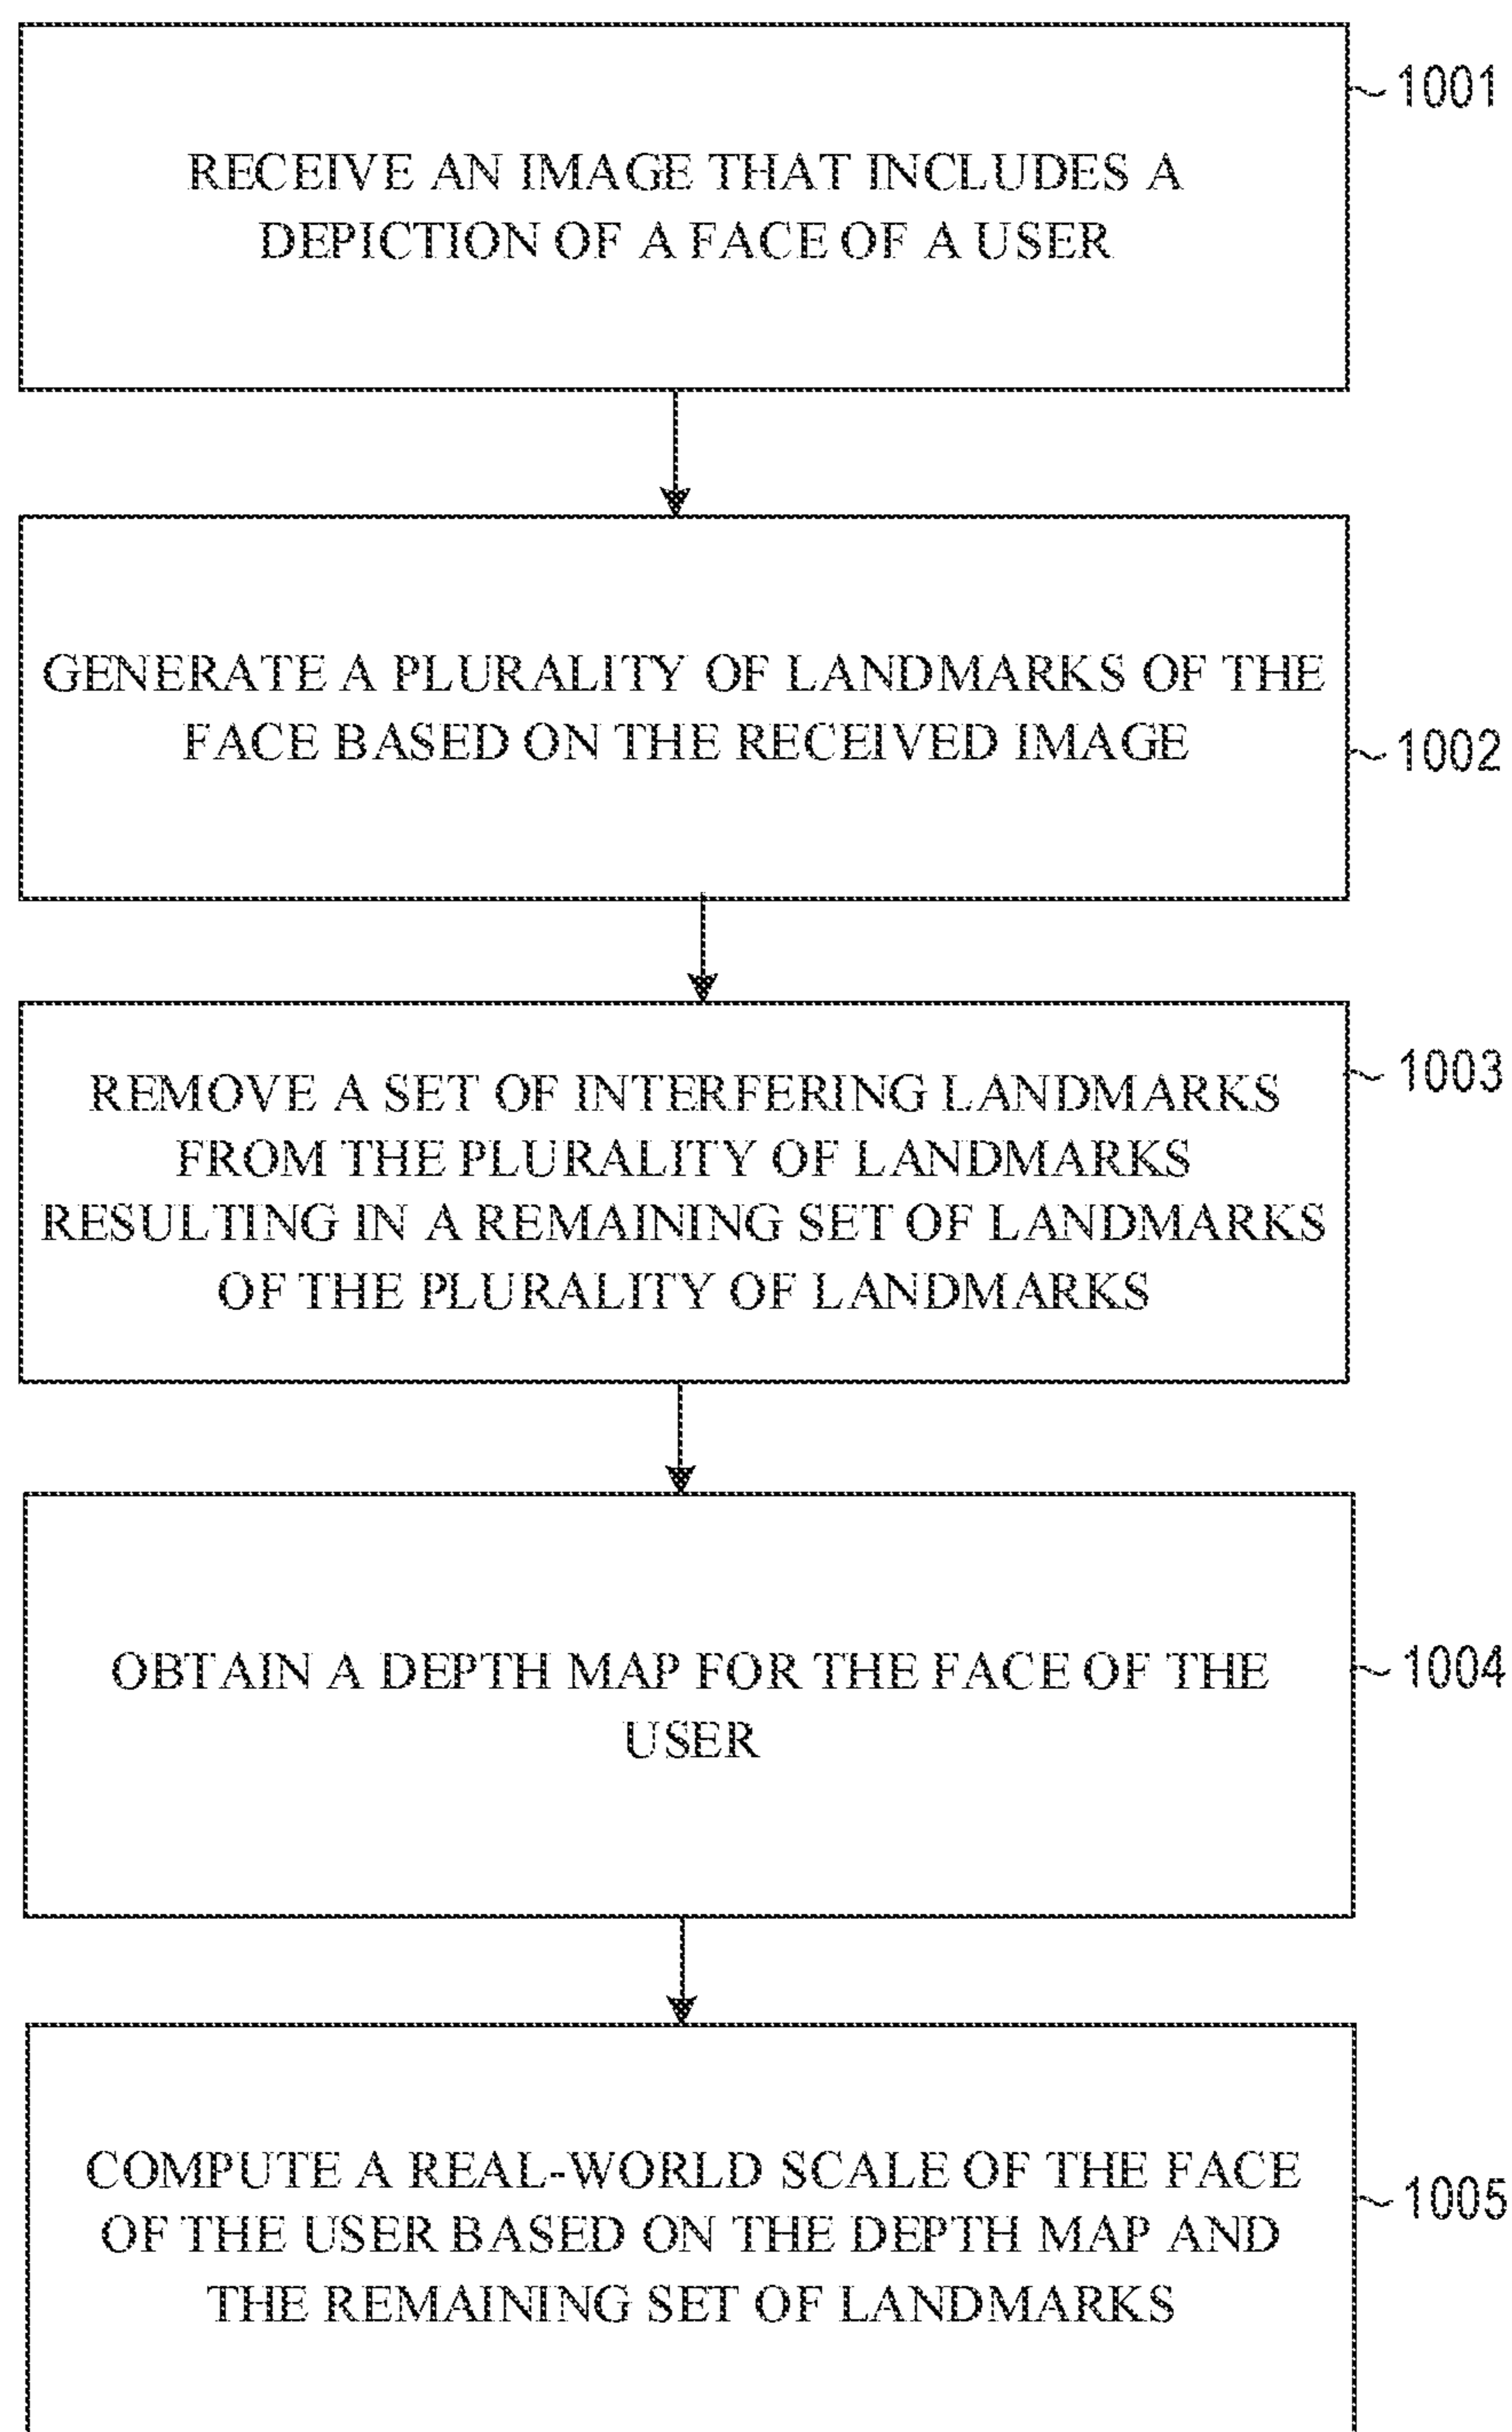 1001
RECEIVE AN IMAGE THAT INCLUDES A
DEPICTION OF A FACE OF A USER
GENERATE A PLURALITY OF LANDMARKS OF THE
FACE BASED ON THE RECEIVED IMAGE
1002
REMOVE A SET OF INTERFERING LANDMARKS
FROM THE PLURALITY OF LANDMARKS
RESULTING IN A REMAINING SET OF LANDMARKS
OF THE PLURALITY OF LANDMARKS
1003
OBTAIN A DEPTH MAP FOR THE FACE OF THE
USER
1004
COMPUTE A REAL-WORLD SCALE OF THE FACE
OF THE USER BASED ON THE DEPTH MAP AND
THE REMAINING SET OF LANDMARKS
1005